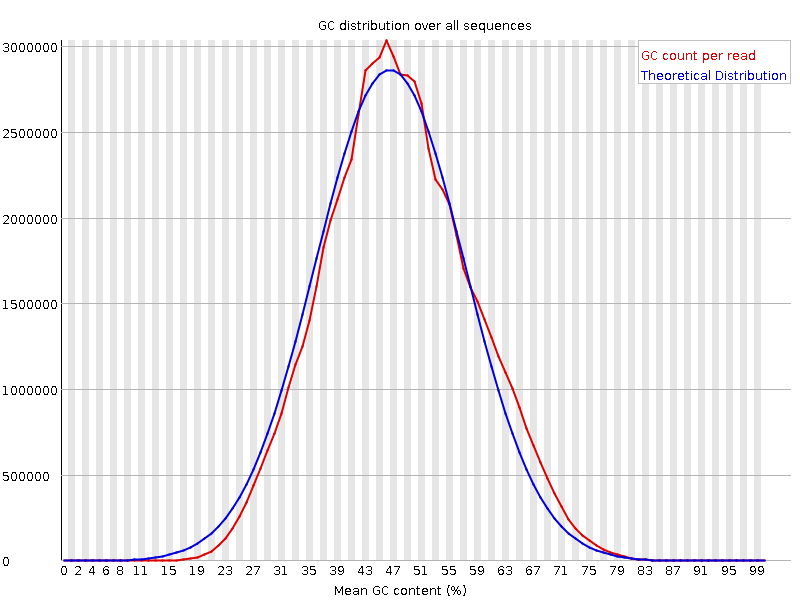 GC distribution over all sequences
GC count per read
Theoretical Distribution
3000000
2500000
2000000
1500000
1000000
500000
0
0 2 4 6 8 11 15 19 23 27 31 35 39 43 47 51 55 59 63 67 71 75 79 83 87 91 95 99
Mean GC content (%)